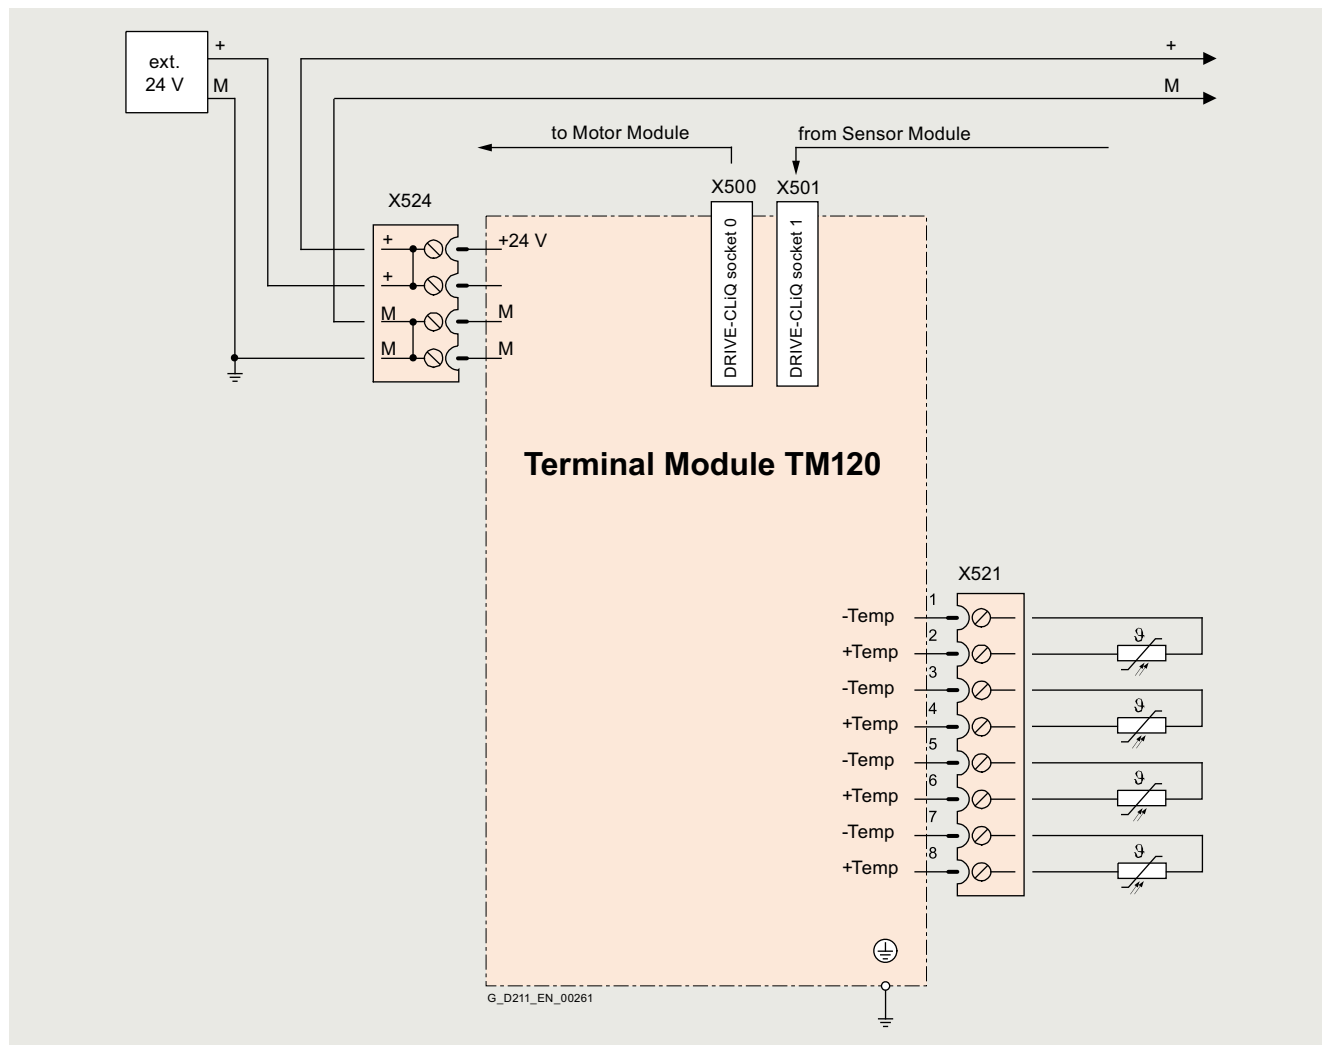 ext.
24 V
+
M
+
M
to Motor Module
from Sensor Module
X500
X501
X524
+
+
M
M
+24 V
M
M
DRIVE-CLiQ socket 0
DRIVE-CLiQ socket 1
Terminal Module TM120
X521
-Temp 1
+Temp 2
-Temp 3
+Temp 4
-Temp 5
+Temp 6
-Temp 7
+Temp 8
ϑ
ϑ
ϑ
ϑ
G_D211_EN_00261